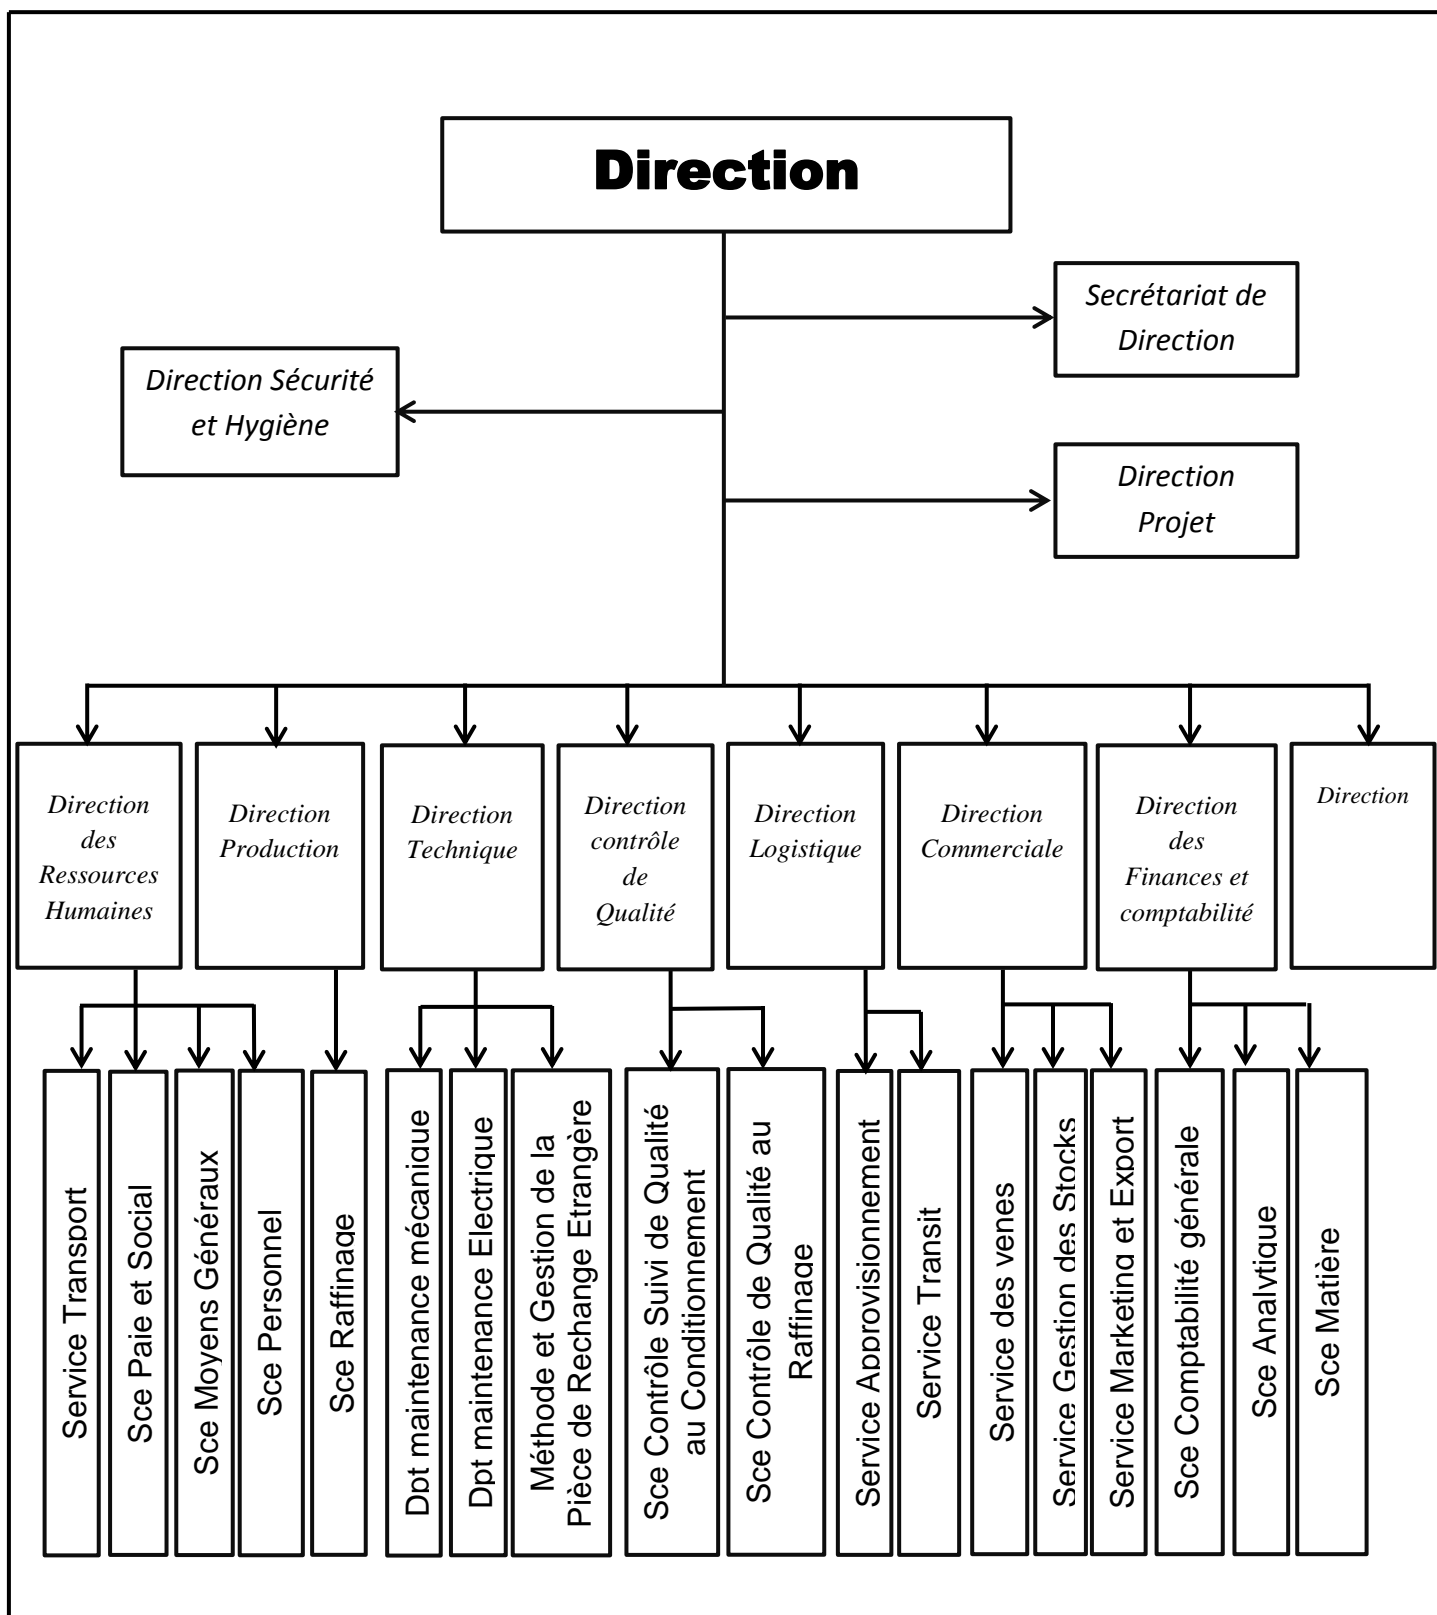 Direction
Secrétariat de
Direction
Direction Sécurité
et Hygiène
Direction
Projet
Direction
des
Ressources
Humaines
Direction
Production
Direction
Technique
Direction
contrôle
de
Qualité
Direction
Logistique
Direction
Commerciale
Direction
des
Finances et
comptabilité
Direction
Service Transport
Sce Paie et Social
Sce Moyens Généraux
Sce Personnel
Sce Raffinage
Dpt maintenance mécanique
Dpt maintenance Electrique
Méthode et Gestion de la
Pièce de Rechange Etrangère
Sce Contrôle Suivi de Qualité
au Conditionnement
Sce Contrôle de Qualité au
Raffinage
Service Approvisionnement
Service Transit
Service des venes
Service Gestion des Stocks
Service Marketing et Export
Sce Comptabilité générale
Sce Analytique
Sce Matière